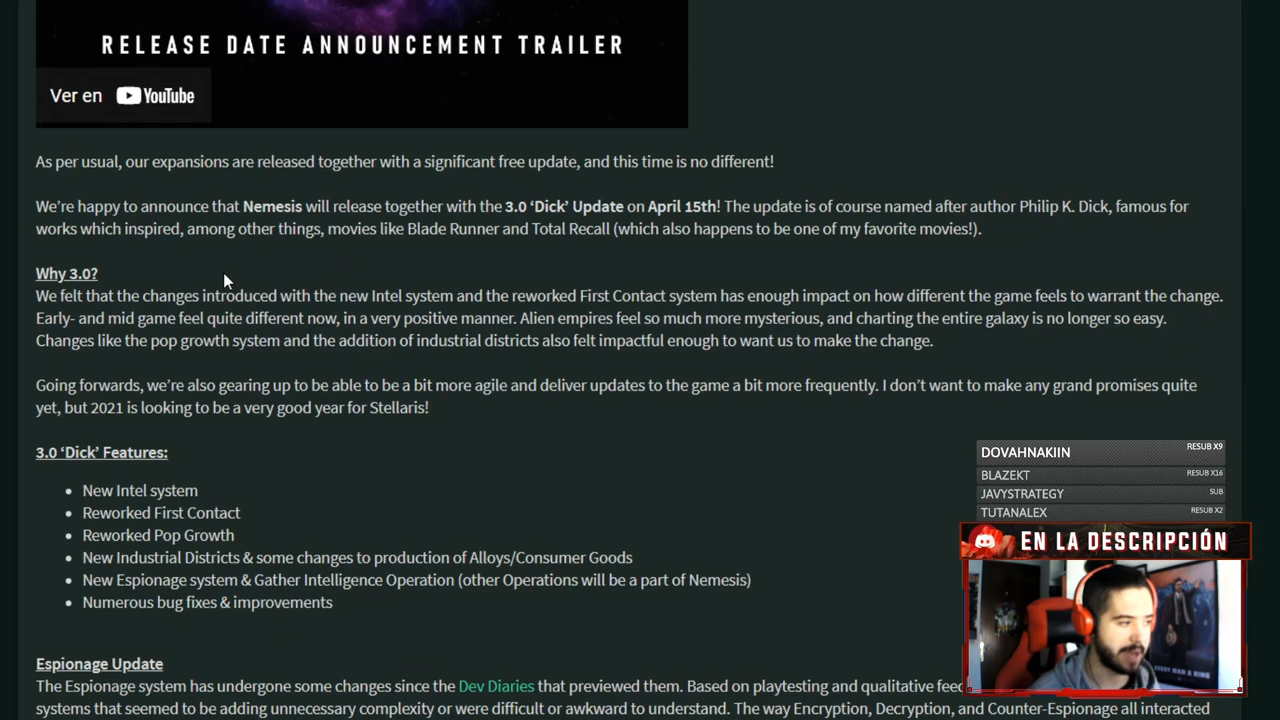 RELEASE DATE ANNOUNCEMENT TRAILER
Ver en YouTube
As per usual, our expansions are released together with a significant free update, and this time is no different!
We're happy to announce that Nemesis will release together with the 3.0 'Dick' Update on April 15th! The update is of course named after author Philip K. Dick, famous for
works which inspired, among other things, movies like Blade Runner and Total Recall (which also happens to be one of my favorite movies!).
Why 3.0?
We felt that the changes introduced with the new Intel system and the reworked First Contact system has enough impact on how different the game feels to warrant the change.
Early- and mid game feel quite different now, in a very positive manner. Alien empires feel so much more mysterious, and charting the entire galaxy is no longer so easy.
Changes like the pop growth system and the addition of industrial districts also felt impactful enough to want us to make the change.
Going forwards, we're also gearing up to be able to be a bit more agile and deliver updates to the game a bit more frequently. I don't want to make any grand promises quite
yet, but 2021 is looking to be a very good year for Stellaris!
3.0 'Dick' Features:
• New Intel system
• Reworked First Contact
• Reworked Pop Growth
• New Industrial Districts & some changes to production of Alloys/Consumer Goods
• New Espionage system & Gather Intelligence Operation (other Operations will be a part of Nemesis)
• Numerous bug fixes & improvements
DOVAHNAKIIN RESUB X9
BLAZEKT RESUB X16
JAVYSTRATEGY SUB
TUTANALEX RESUB X2
EN LA DESCRIPCIÓN
Espionage Update
The Espionage system has undergone some changes since the Dev Diaries that previewed them. Based on playtesting and qualitative feed
systems that seemed to be adding unnecessary complexity or were difficult or awkward to understand. The way Encryption, Decryption, and Counter-Espionage all interacted